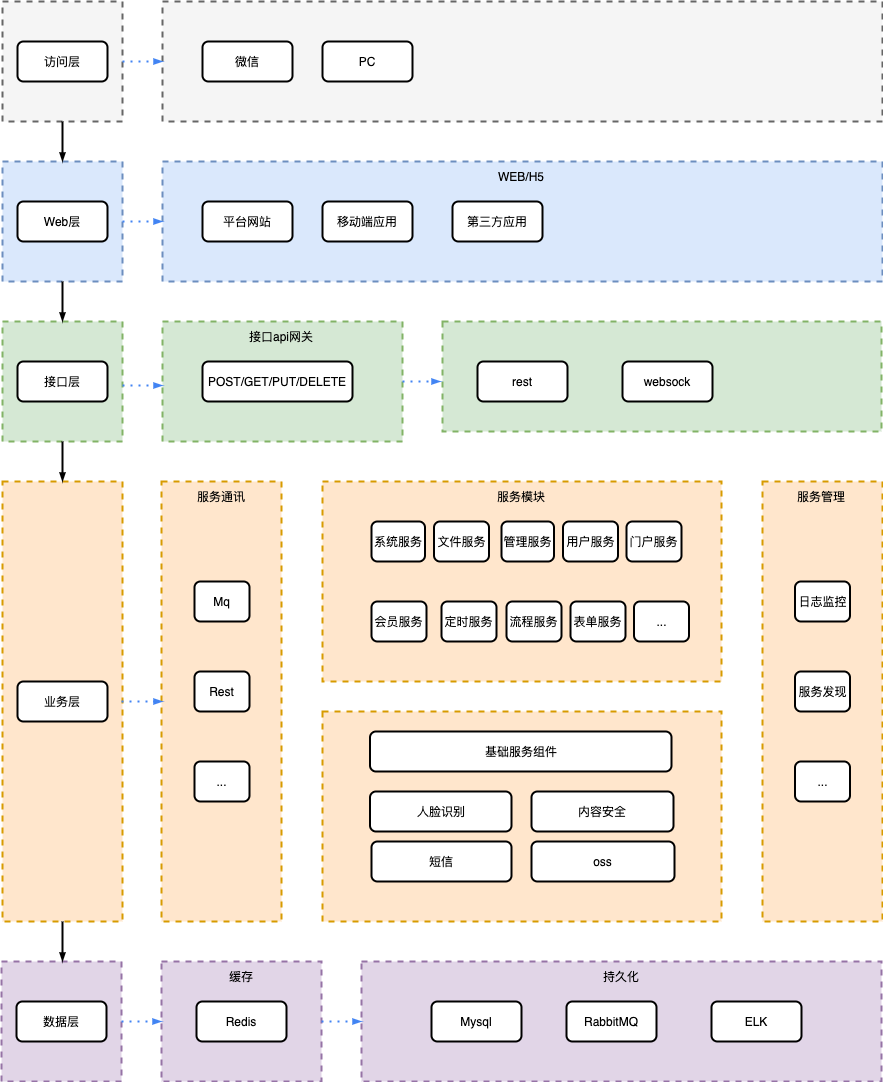 访问层
微信
PC
WEB/H5
Web层
平台网站
移动端应用
第三方应用
接口api网关
接口层
POST/GET/PUT/DELETE
rest
websock
服务通讯
服务模块
服务管理
系统服务
文件服务
管理服务
用户服务
门户服务
Mq
日志监控
会员服务
定时服务
流程服务
表单服务
...
业务层
Rest
服务发现
基础服务组件
...
...
人脸识别
内容安全
短信
oss
缓存
持久化
数据层
Redis
Mysql
RabbitMQ
ELK